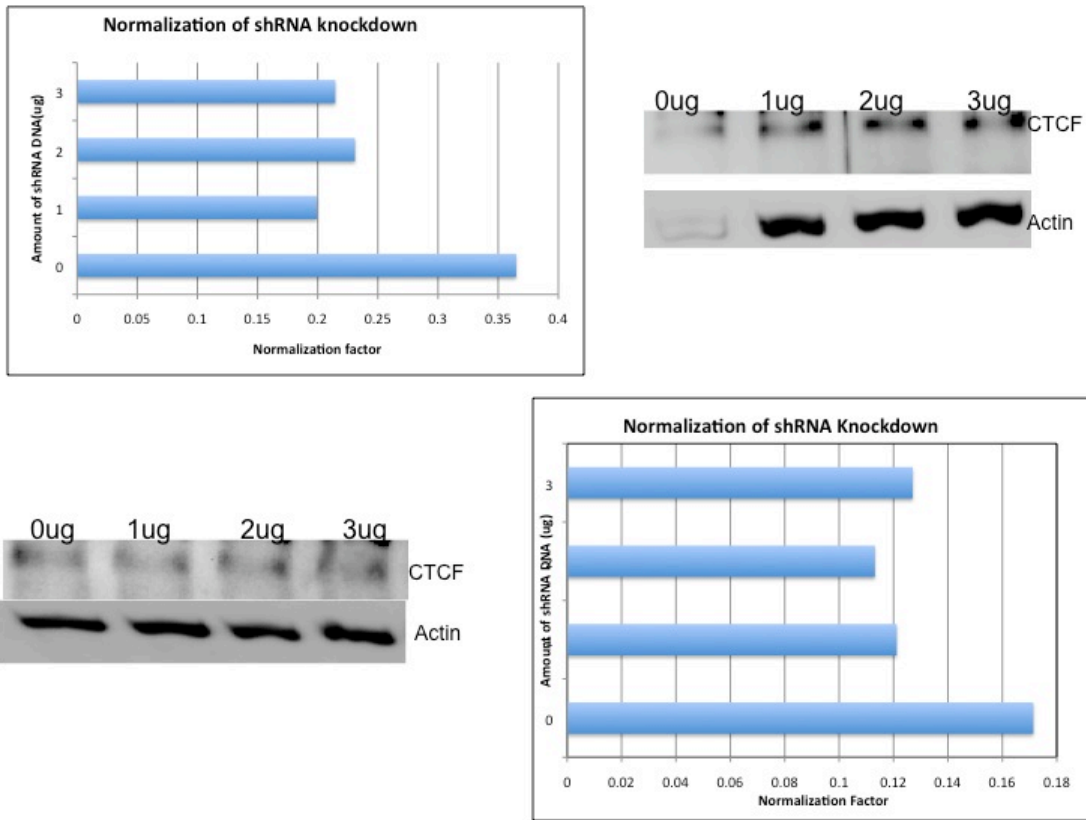 Normalization of shRNA knockdown
Amount of shRNA DNA(ug)
3
2
1
0
0 0.05 0.1 0.15 0.2 0.25 0.3 0.35 0.4
Normalization factor
0ug 1ug 2ug 3ug
CTCF
Actin
0ug 1ug 2ug 3ug
CTCF
Actin
Normalization of shRNA Knockdown
Amount of shRNA DNA (ug)
3
0
0 0.02 0.04 0.06 0.08 0.1 0.12 0.14 0.16 0.18
Normalization Factor